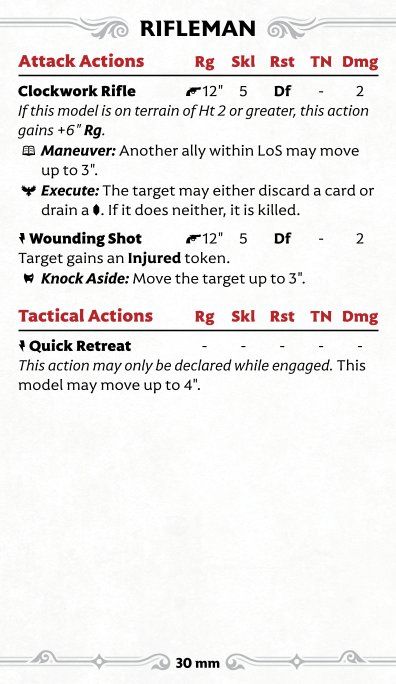 RIFLEMAN
Attack Actions Rg Skl Rst TN Dmg
Clockwork Rifle 12" 5 Df - 2
If this model is on terrain of Ht 2 or greater, this action
gains +6" Rg.
Maneuver: Another ally within LoS may move
up to 3".
Execute: The target may either discard a card or
drain a . If it does neither, it is killed.
Wounding Shot 12" 5 Df - 2
Target gains an Injured token.
Knock Aside: Move the target up to 3".
Tactical Actions Rg Skl Rst TN Dmg
Quick Retreat - - - - -
This action may only be declared while engaged. This
model may move up to 4".
30 mm